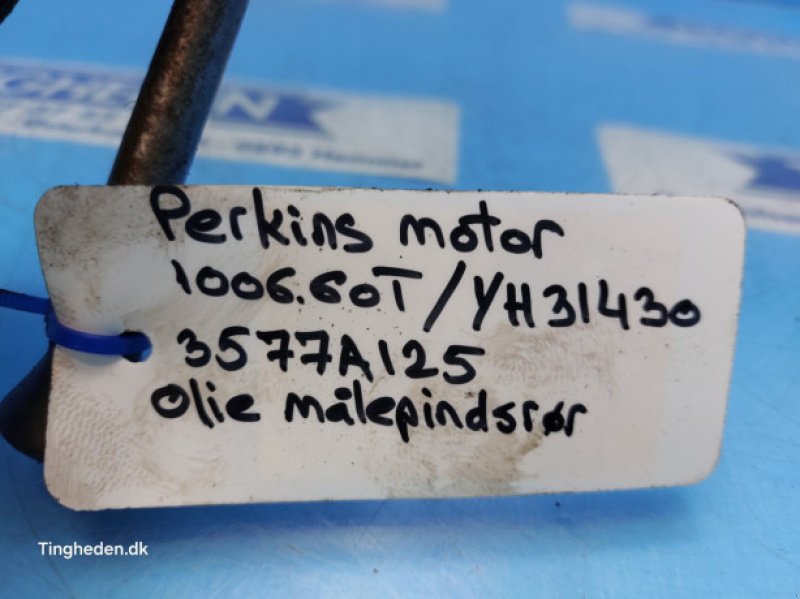 Perkins motor
1006.60T/YH31430
3577A125
Olie målepindsrør
Tingheden.dk